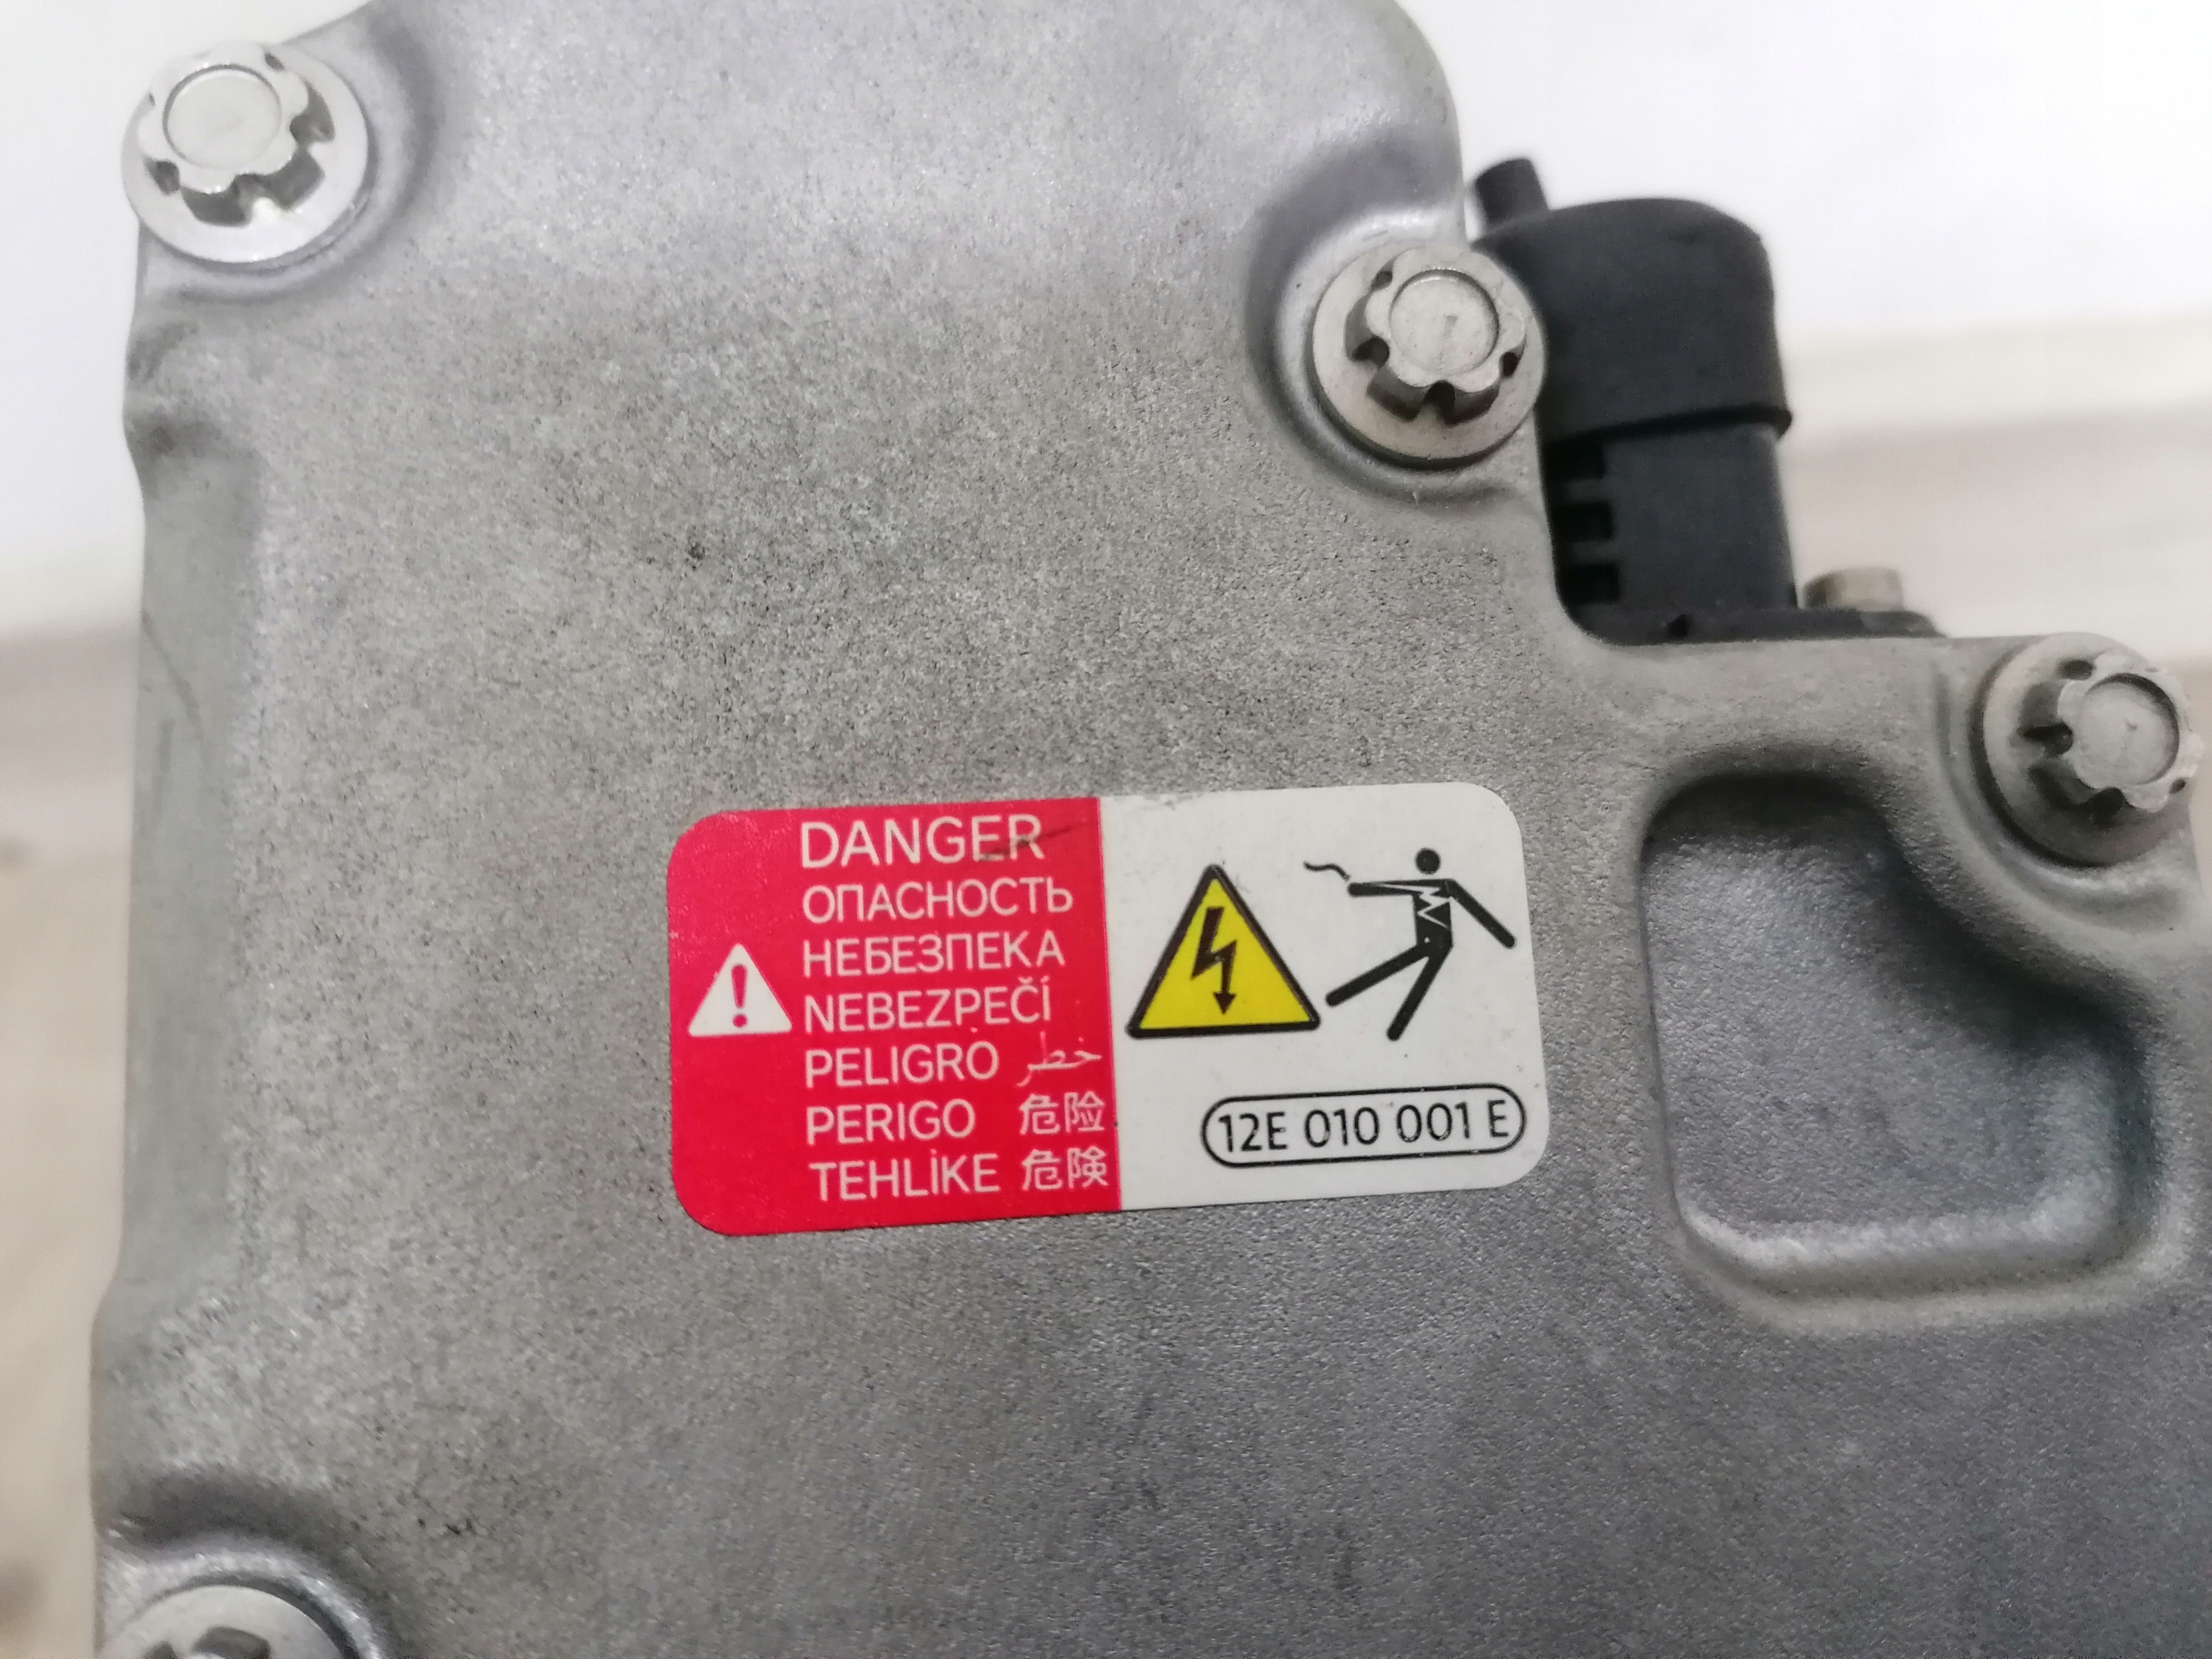 DANGER
ОПАСНОСТЬ
НЕБЕЗПЕКА
NEBEZPEČÍ
PELIGRO خطر
PERIGO 危险
TEHLİKE 危険
12E 010 001 E